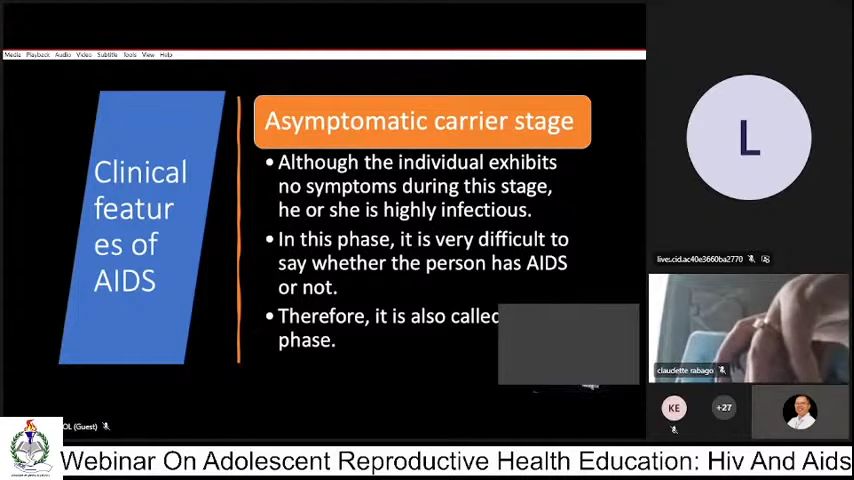 Media Playback Audio Video Subtitle Tools View Help
Clinical
featur
es of
AIDS
Asymptomatic carrier stage
• Although the individual exhibits
no symptoms during this stage,
he or she is highly infectious.
• In this phase, it is very difficult to
say whether the person has AIDS
or not.
• Therefore, it is also called
phase.
L
live.cid.ac40e3660ba2770
claudette rabago
KE
+27
OL (Guest)
Webinar On Adolescent Reproductive Health Education: Hiv And Aids